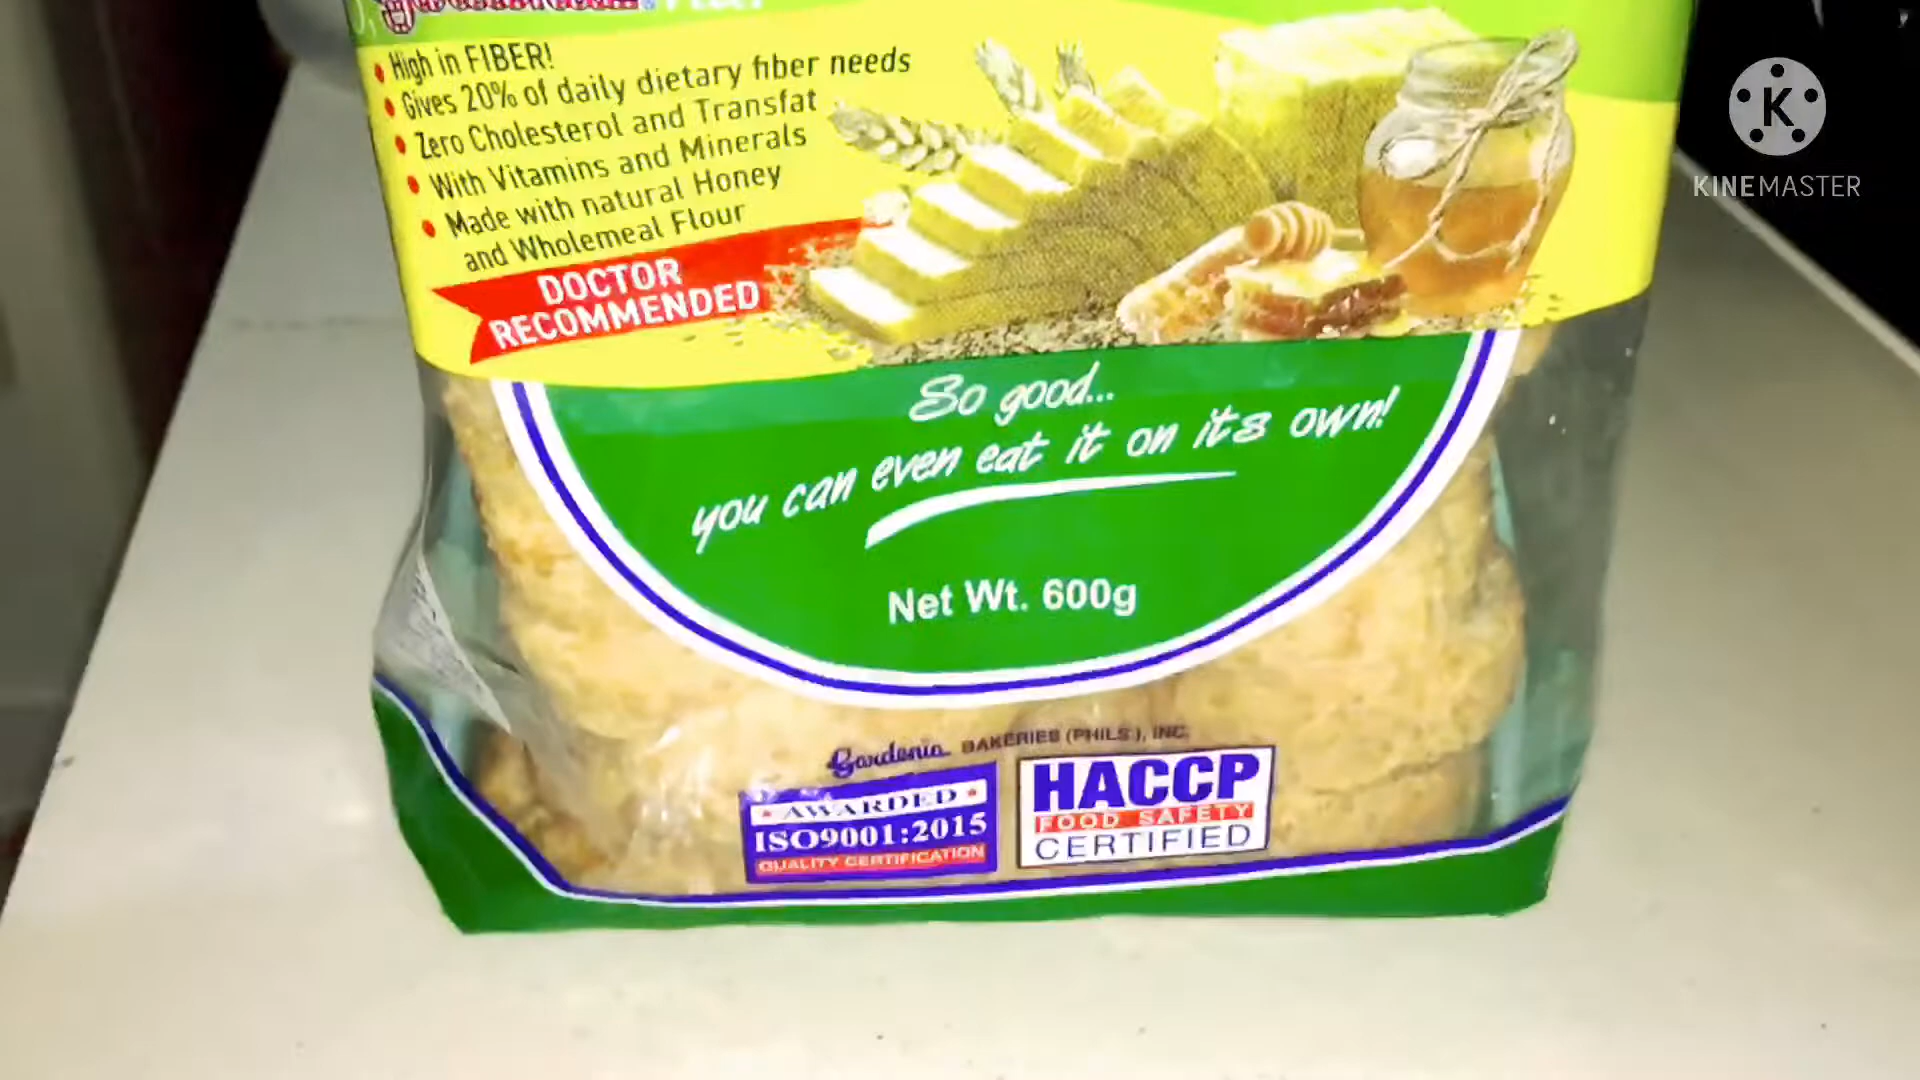 High in FIBER!
Gives 20% of daily dietary fiber needs
Zero Cholesterol and Transfat
With Vitamins and Minerals
Made with natural Honey
and Wholemeal Flour
DOCTOR
RECOMMENDED
So good...
you can even eat it on its own!
Net Wt. 600g
Gardenia BAKERIES (PHILS), INC.
AWARDED
ISO9001:2015
QUALITY CERTIFICATION
HACCP
FOOD SAFETY
CERTIFIED
K
KINEMASTER